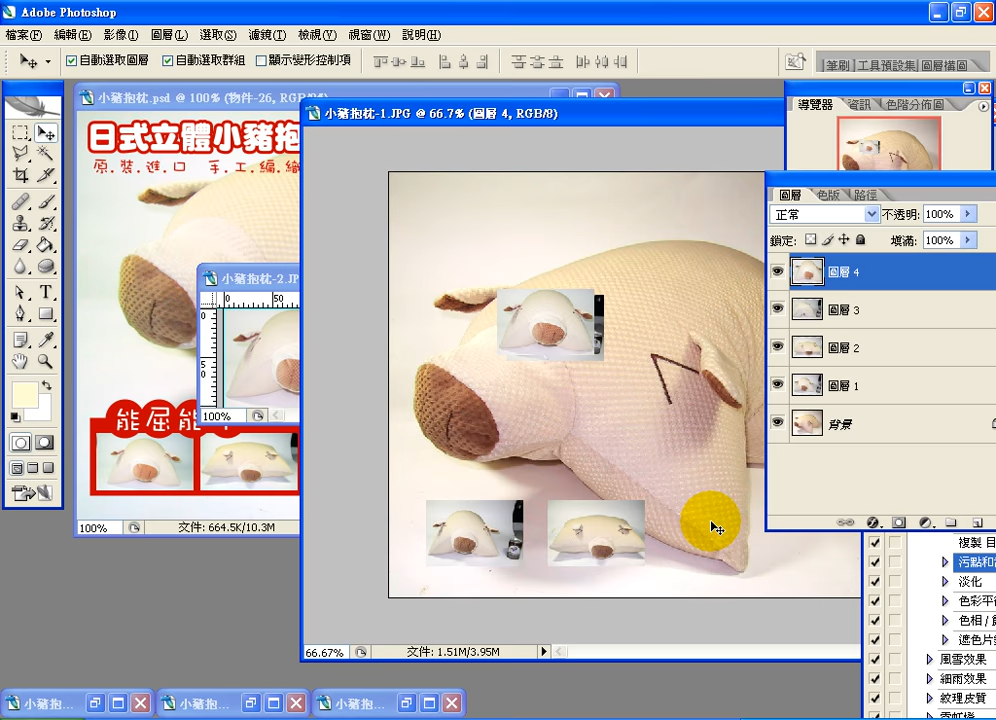 Adobe Photoshop
檔案(F) 編輯(E) 影像(I) 圖層(L) 選取(S) 濾鏡(T) 檢視(V) 視窗(W) 說明(H)
自動選取圖層 自動選取群組 顯示變形控制項
筆刷 工具預設集 圖層構圖
小豬抱枕.psd @ 100% (物件-26, RGB/8#)
小豬抱枕-1.JPG @ 66.7% (圖層 4, RGB/8)
導覽器 資訊 色階分佈圖
日式立體小豬抱
原.裝.進.口 手.工.編.織
小豬抱枕-2.JP
0 50
0
5
0
100%
能屈能
100% 文件: 664.5K/10.3M
圖層 色版 路徑
正常 不透明: 100%
鎖定: 填滿: 100%
圖層 4
圖層 3
圖層 2
圖層 1
背景
複製 目
污點和
淡化
色彩平
色相 / 
遮色片
風雪效果
細雨效果
紋理皮質
66.67% 文件: 1.51M/3.95M
小豬抱... 小豬抱... 小豬抱...